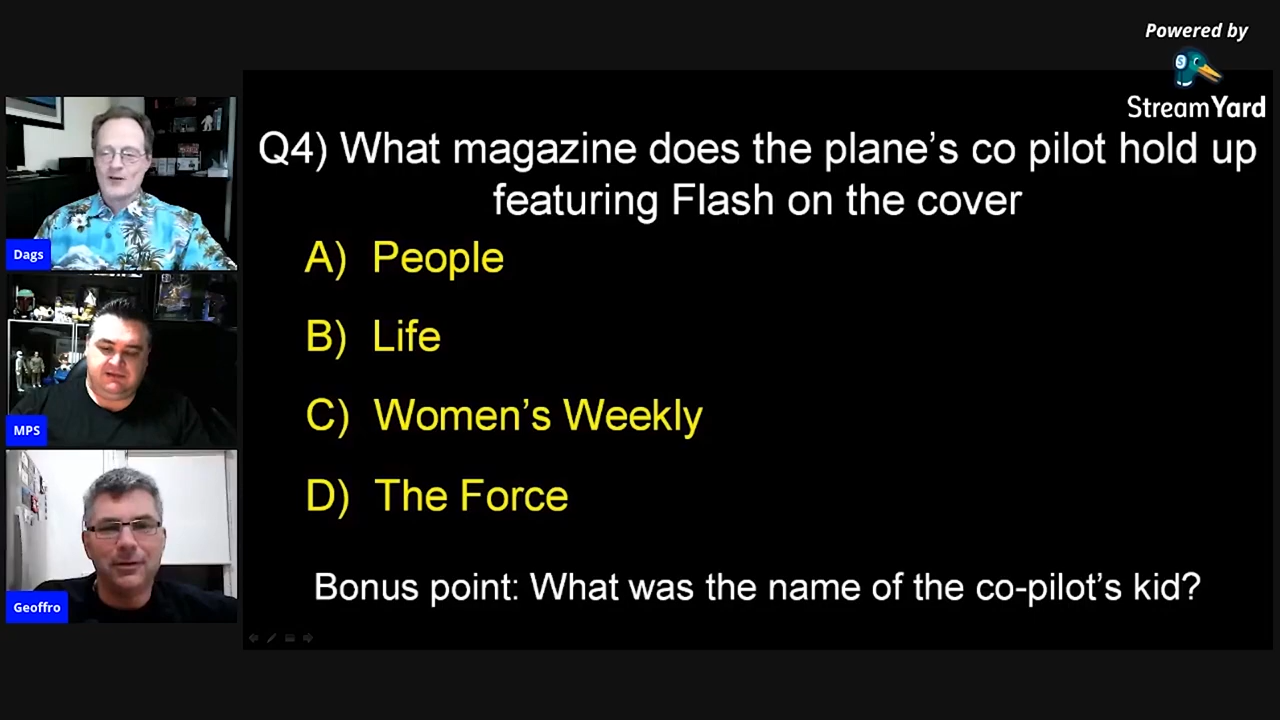 Powered by
StreamYard
Q4) What magazine does the plane's co pilot hold up
featuring Flash on the cover
A) People
B) Life
C) Women's Weekly
D) The Force
Bonus point: What was the name of the co-pilot's kid?
Dags
MPS
Geoffro